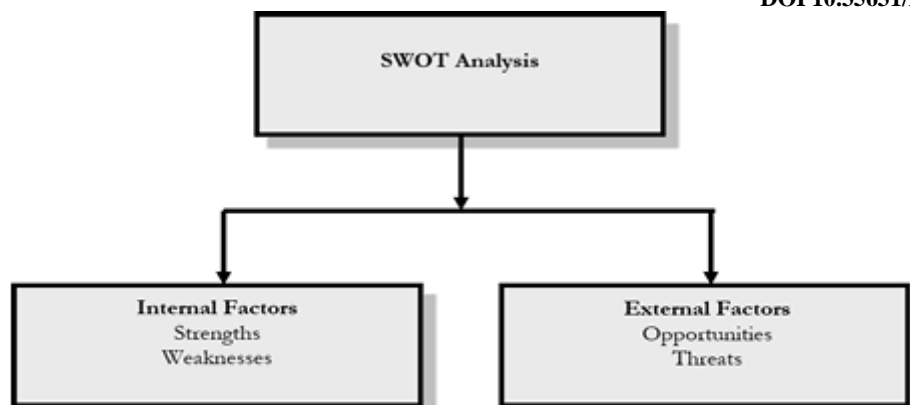 SWOT Analysis
Internal Factors
Strengths
Weaknesses
External Factors
Opportunities
Threats